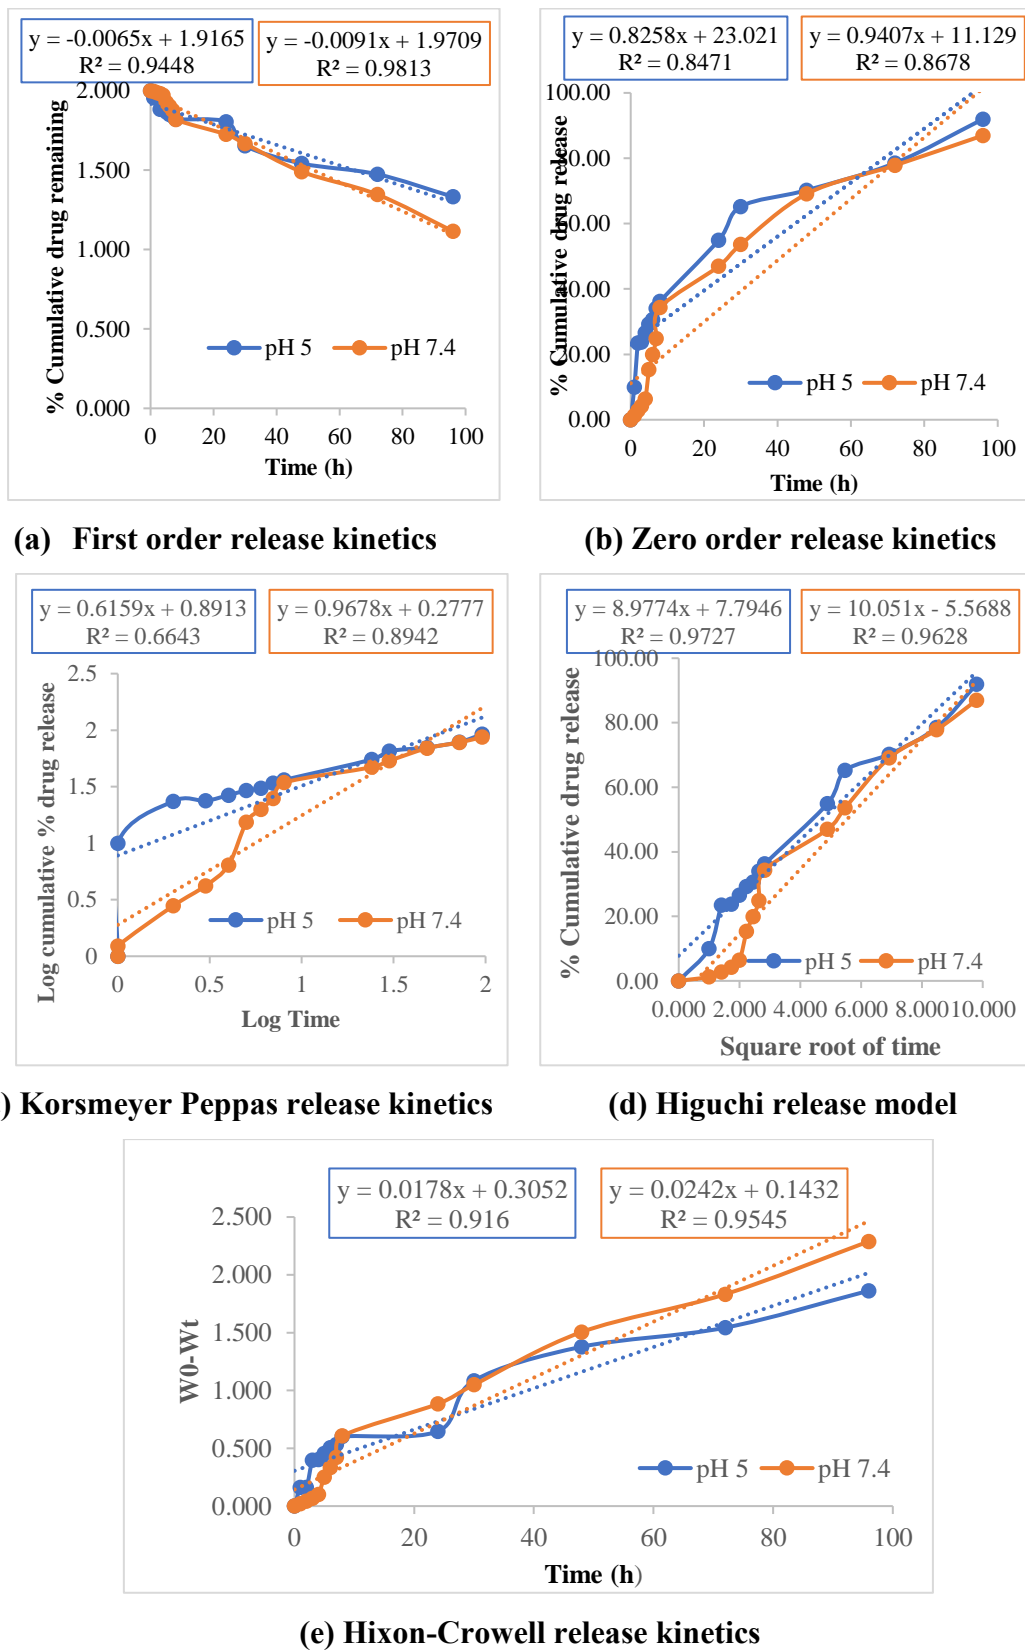 y = -0.0065x + 1.9165
R² = 0.9448
y = -0.0091x + 1.9709
R² = 0.9813
% Cumulative drug remaining
2.000
1.500
1.000
0.500
0.000
pH 5
pH 7.4
0 20 40 60 80 100
Time (h)
(a) First order release kinetics
y = 0.8258x + 23.021
R² = 0.8471
y = 0.9407x + 11.129
R² = 0.8678
% Cumulative drug release
100.00
80.00
60.00
40.00
20.00
0.00
pH 5
pH 7.4
0 20 40 60 80 100
Time (h)
(b) Zero order release kinetics
y = 0.6159x + 0.8913
R² = 0.6643
y = 0.9678x + 0.2777
R² = 0.8942
Log cumulative % drug release
2.5
2
1.5
1
0.5
0
pH 5
pH 7.4
0 0.5 1 1.5 2
Log Time
) Korsmeyer Peppas release kinetics
y = 8.9774x + 7.7946
R² = 0.9727
y = 10.051x - 5.5688
R² = 0.9628
% Cumulative drug release
100.00
80.00
60.00
40.00
20.00
0.00
pH 5
pH 7.4
0.000 2.000 4.000 6.000 8.000 10.000
Square root of time
(d) Higuchi release model
y = 0.0178x + 0.3052
R² = 0.916
y = 0.0242x + 0.1432
R² = 0.9545
W0-Wt
2.500
2.000
1.500
1.000
0.500
0.000
pH 5
pH 7.4
0 20 40 60 80 100
Time (h)
(e) Hixon-Crowell release kinetics